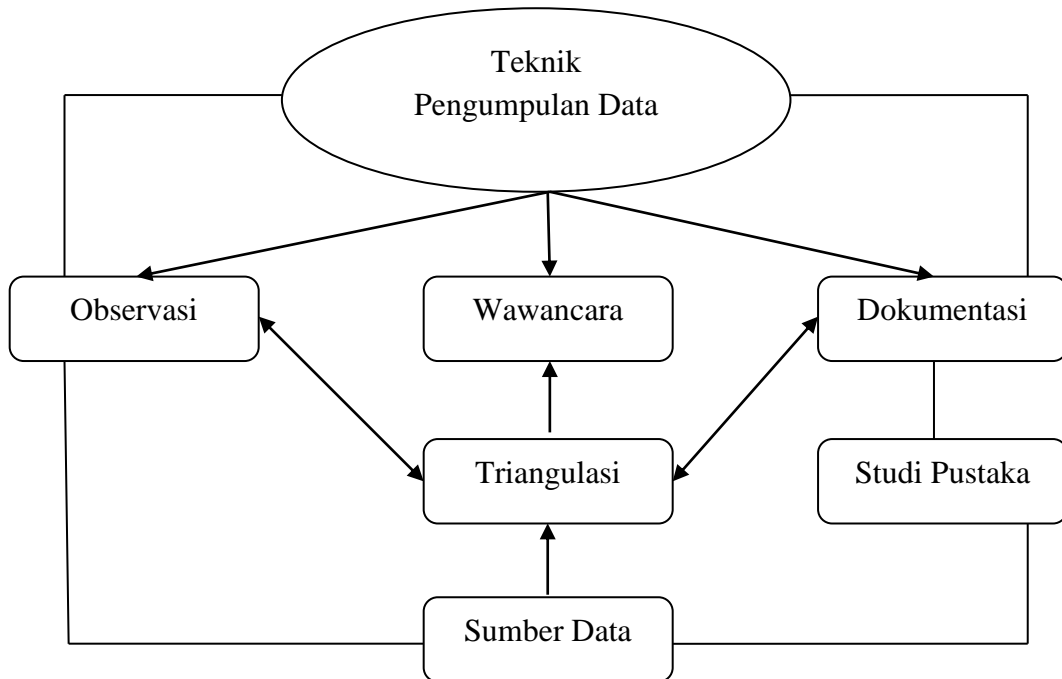 Teknik
Pengumpulan Data
Observasi
Wawancara
Dokumentasi
Triangulasi
Studi Pustaka
Sumber Data